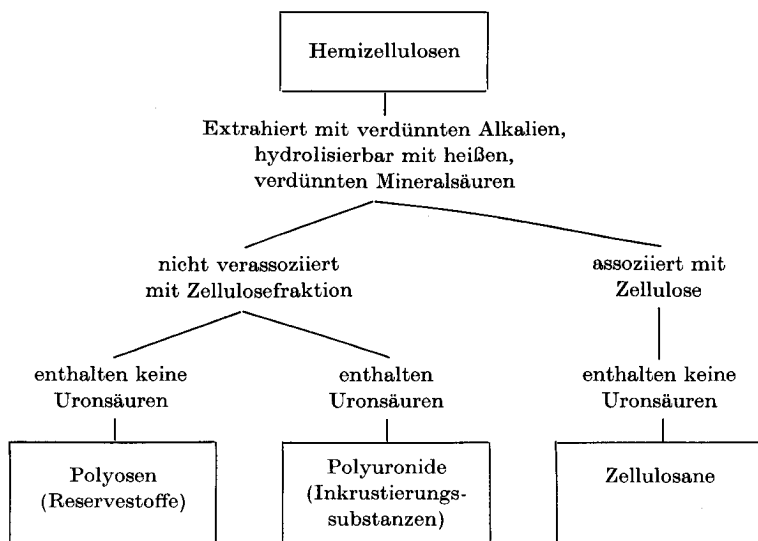 Hemizellulosen
Extrahiert mit verdünnten Alkalien,
hydrolisierbar mit heißen,
verdünnten Mineralsäuren
nicht verassoziiert
mit Zellulosefraktion
assoziiert mit
Zellulose
enthalten keine
Uronsäuren
enthalten
Uronsäuren
enthalten keine
Uronsäuren
Polyosen
(Reservestoffe)
Polyuronide
(Inkrustierungs-
substanzen)
Zellulosane